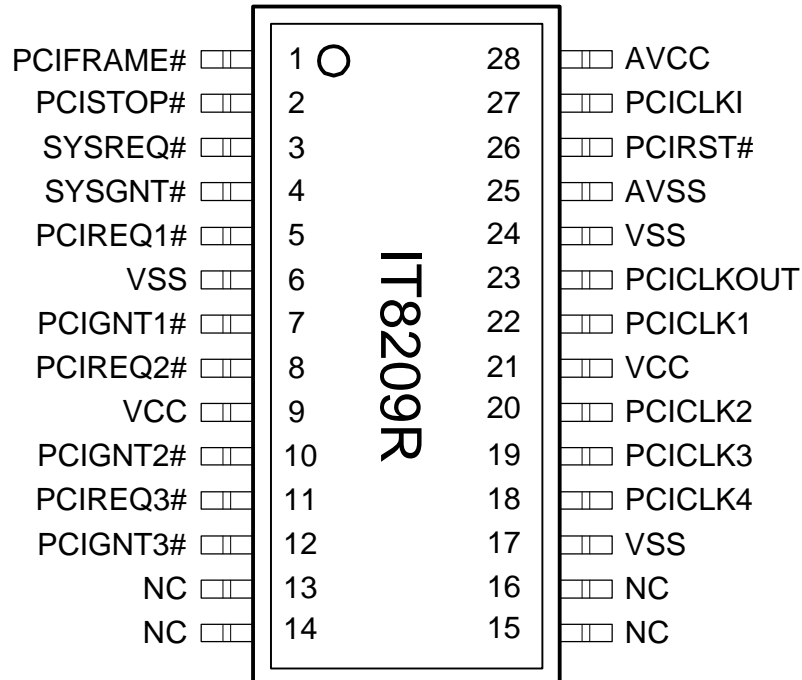 PCIFRAME# 1 28 AVCC
PCISTOP# 2 27 PCICLKI
SYSREQ# 3 26 PCIRST#
SYSGNT# 4 25 AVSS
PCIREQ1# 5 24 VSS
VSS 6 23 PCICLKOUT
PCIGNT1# 7 22 PCICLK1
PCIREQ2# 8 21 VCC
VCC 9 20 PCICLK2
PCIGNT2# 10 19 PCICLK3
PCIREQ3# 11 18 PCICLK4
PCIGNT3# 12 17 VSS
NC 13 16 NC
NC 14 15 NC
IT8209R